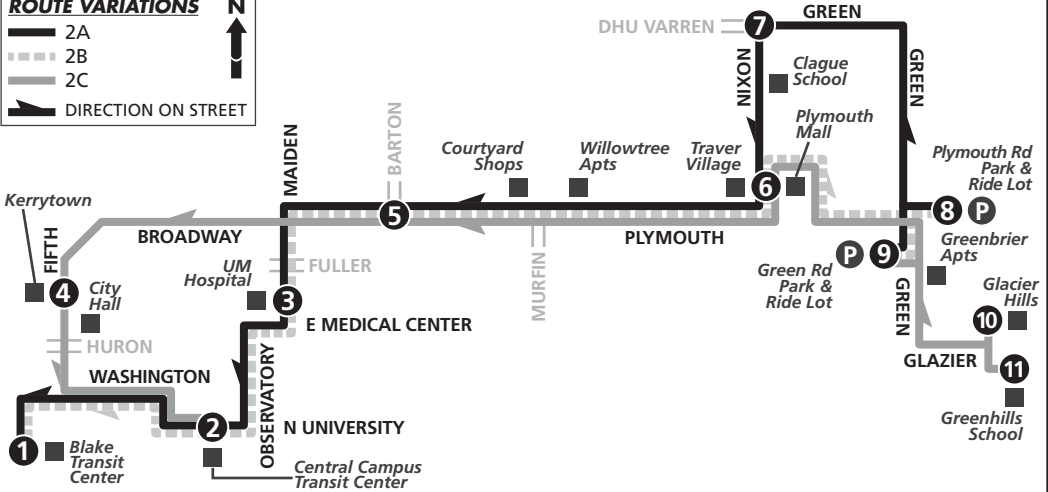 ROUTE VARIATIONS
N
2A
2B
2C
DIRECTION ON STREET
DHU VARREN
7
GREEN
NIXON
GREEN
Clague
School
Plymouth
Mall
MAIDEN
BARTON
Courtyard
Shops
Willowtree
Apts
Traver
Village
6
Plymouth Rd
Park &
Ride Lot
8
P
Kerrytown
FIFTH
BROADWAY
5
PLYMOUTH
MURFIN
Green Rd
Park &
Ride Lot
P
9
Greenbrier
Apts
GREEN
UM
Hospital
FULLER
3
4
City
Hall
E MEDICAL CENTER
Glacier
Hills
10
GLAZIER
11
Greenhills
School
HURON
WASHINGTON
OBSERVATORY
2
N UNIVERSITY
1
Blake
Transit
Center
Central Campus
Transit Center